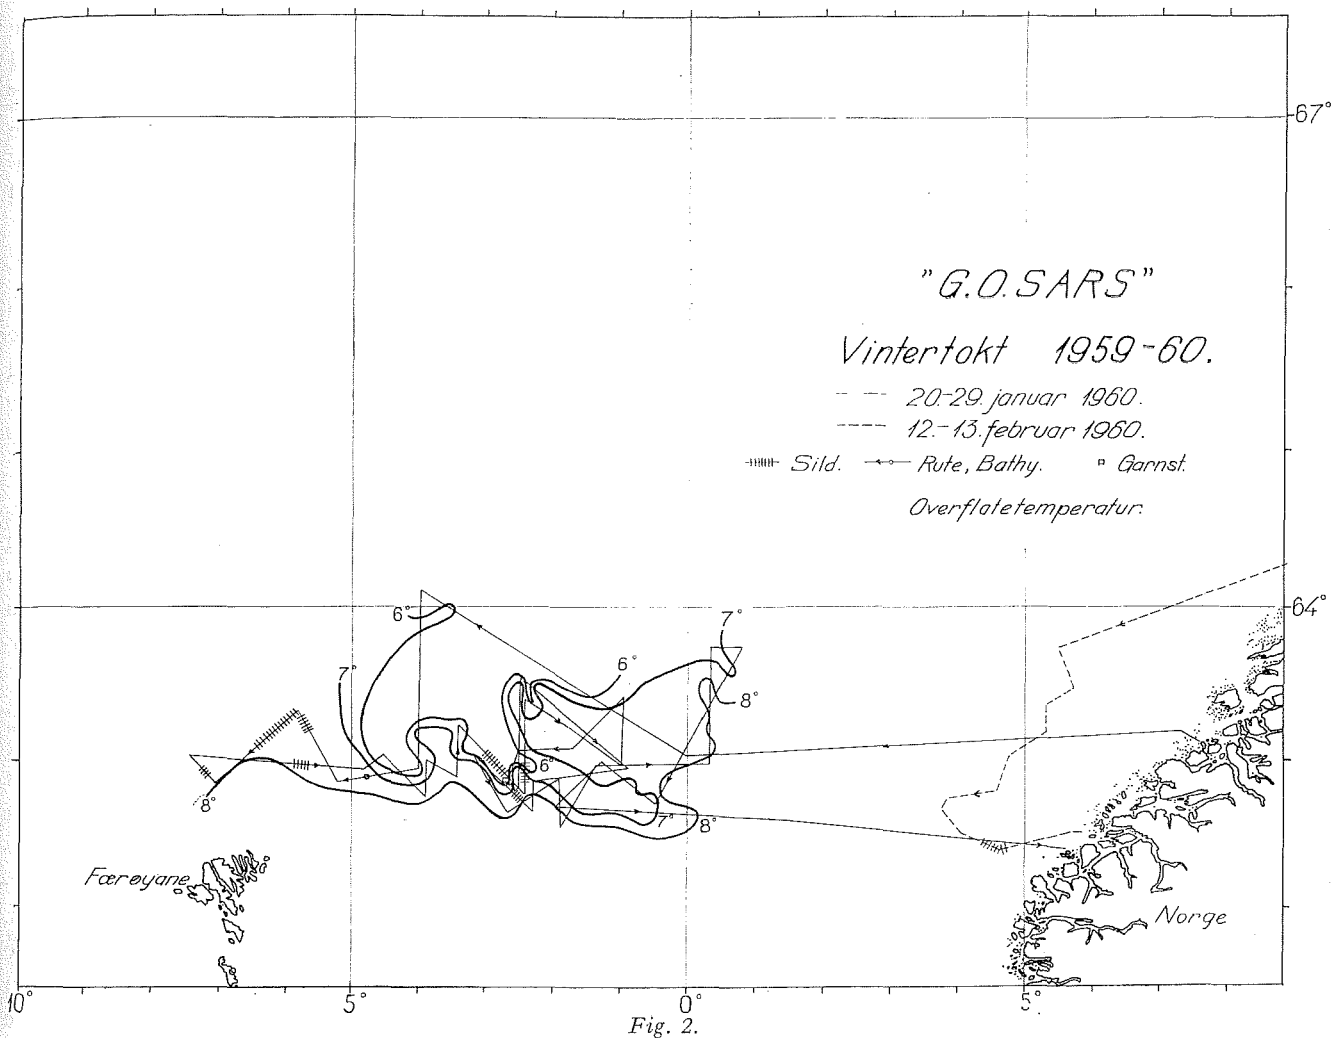 67°
"G.O.SARS"
Vintertokt 1959-60.
20.-29. januar 1960.
12.-13. februar 1960.
Sild. Rute, Bathy. Garnst.
Overflatetemperatur.
64°
6°
7°
7°
6°
8°
6°
8°
7°
8°
Færøyane
Norge
10°
5°
0°
5°
Fig. 2.